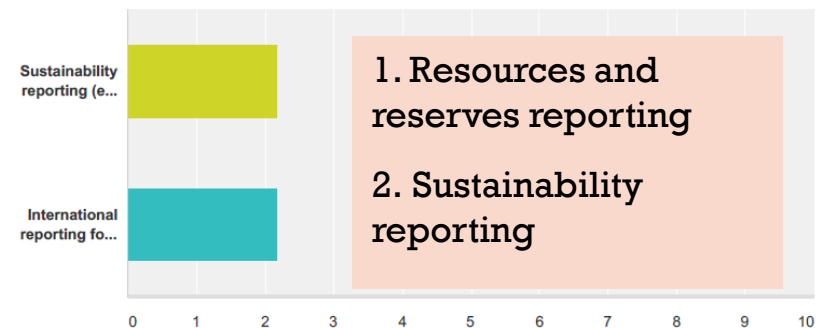 Sustainability
reporting (e...
International
reporting fo...
1. Resources and
reserves reporting
2. Sustainability
reporting
0 1 2 3 4 5 6 7 8 9 10